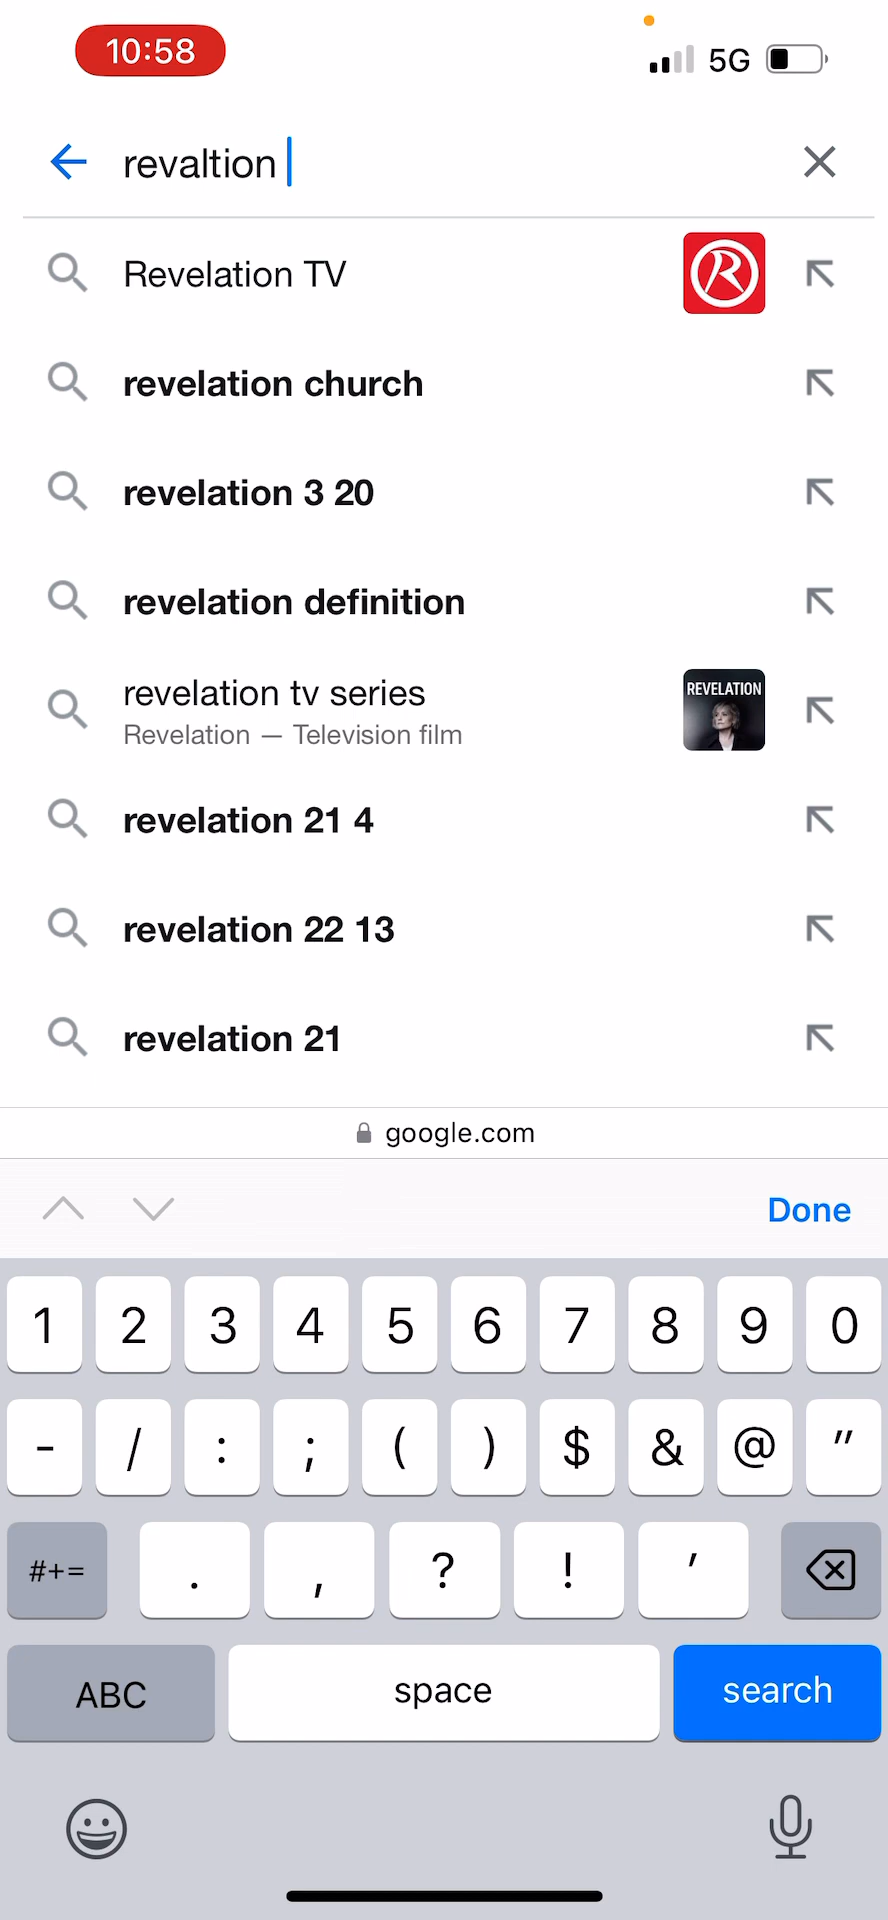 10:58
5G
revaltion
Revelation TV
revelation church
revelation 3 20
revelation definition
revelation tv series
Revelation — Television film
REVELATION
revelation 21 4
revelation 22 13
revelation 21
google.com
Done
1 2 3 4 5 6 7 8 9 0
- / : ; ( ) $ & @ "
#+= . , ? ! '
ABC space search